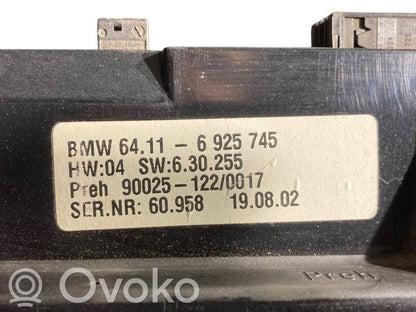 BMW 64.11 - 6 925 745
HW:04 SW:6.30.255
Preh 90025-122/0017
SER.NR: 60.958 19.08.02
Preh
Ovoko